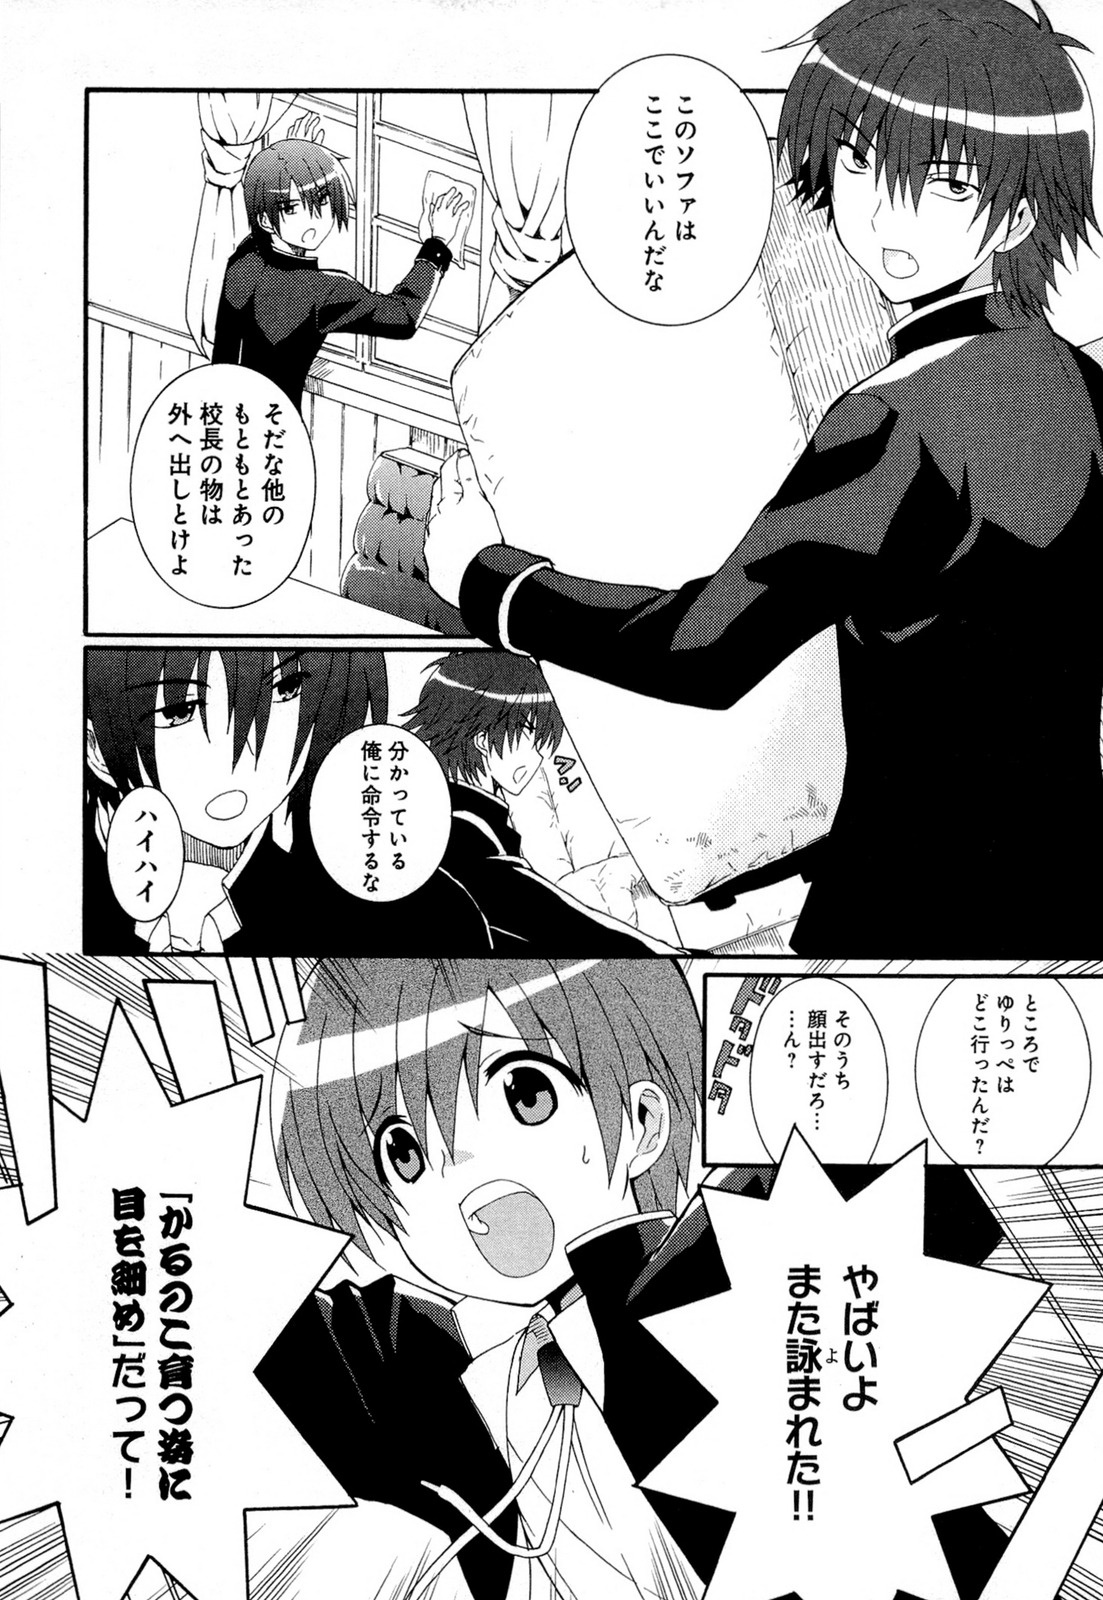 このソファは
ここでいいんだな
そだな他の
もともとあった
校長の物は
外へ出しとけよ
分かっている
俺に命令するな
ハイハイ
ところで
ゆりっぺは
どこ行ったんだ?
そのうち
顔出すだろ…
…ん?
ドタドタ
やばいよ
また詠まれた!!
よ
「かるのこ育つ姿に
目を細め」だって!